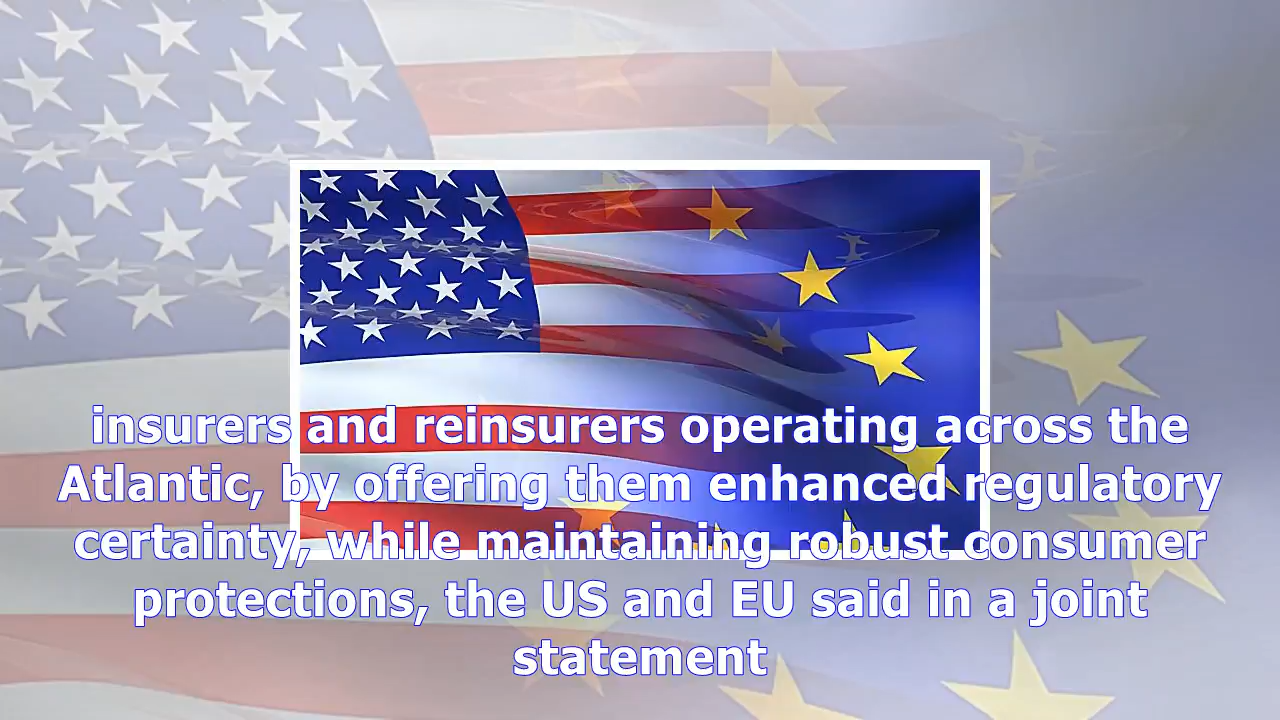 insurers and reinsurers operating across the
Atlantic, by offering them enhanced regulatory
certainty, while maintaining robust consumer
protections, the US and EU said in a joint
statement